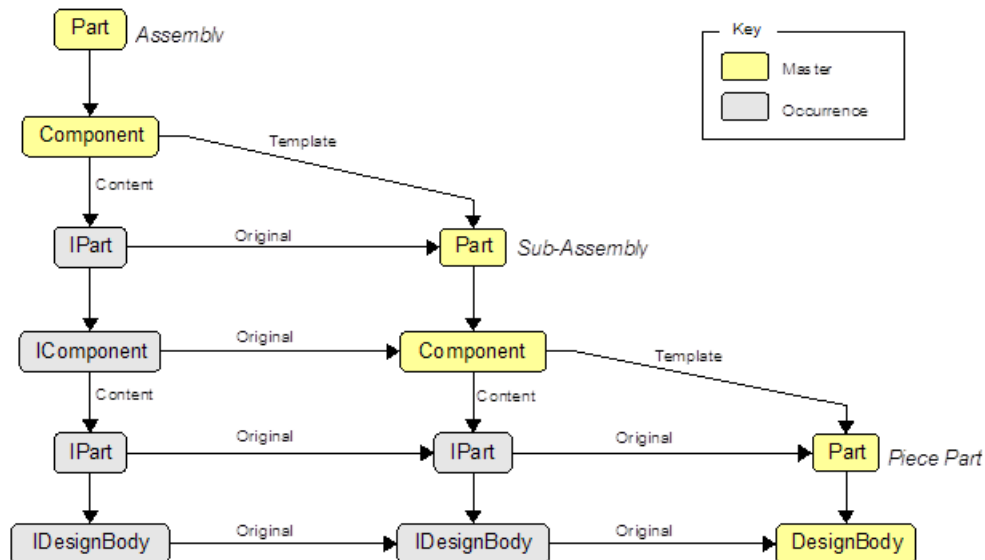 Part
Assembly
Key
Master
Occurrence
Component
Template
Content
IPart
Original
Part
Sub-Assembly
IComponent
Original
Component
Template
Content
Content
IPart
Original
IPart
Original
Part
Piece Part
IDesignBody
Original
IDesignBody
Original
DesignBody